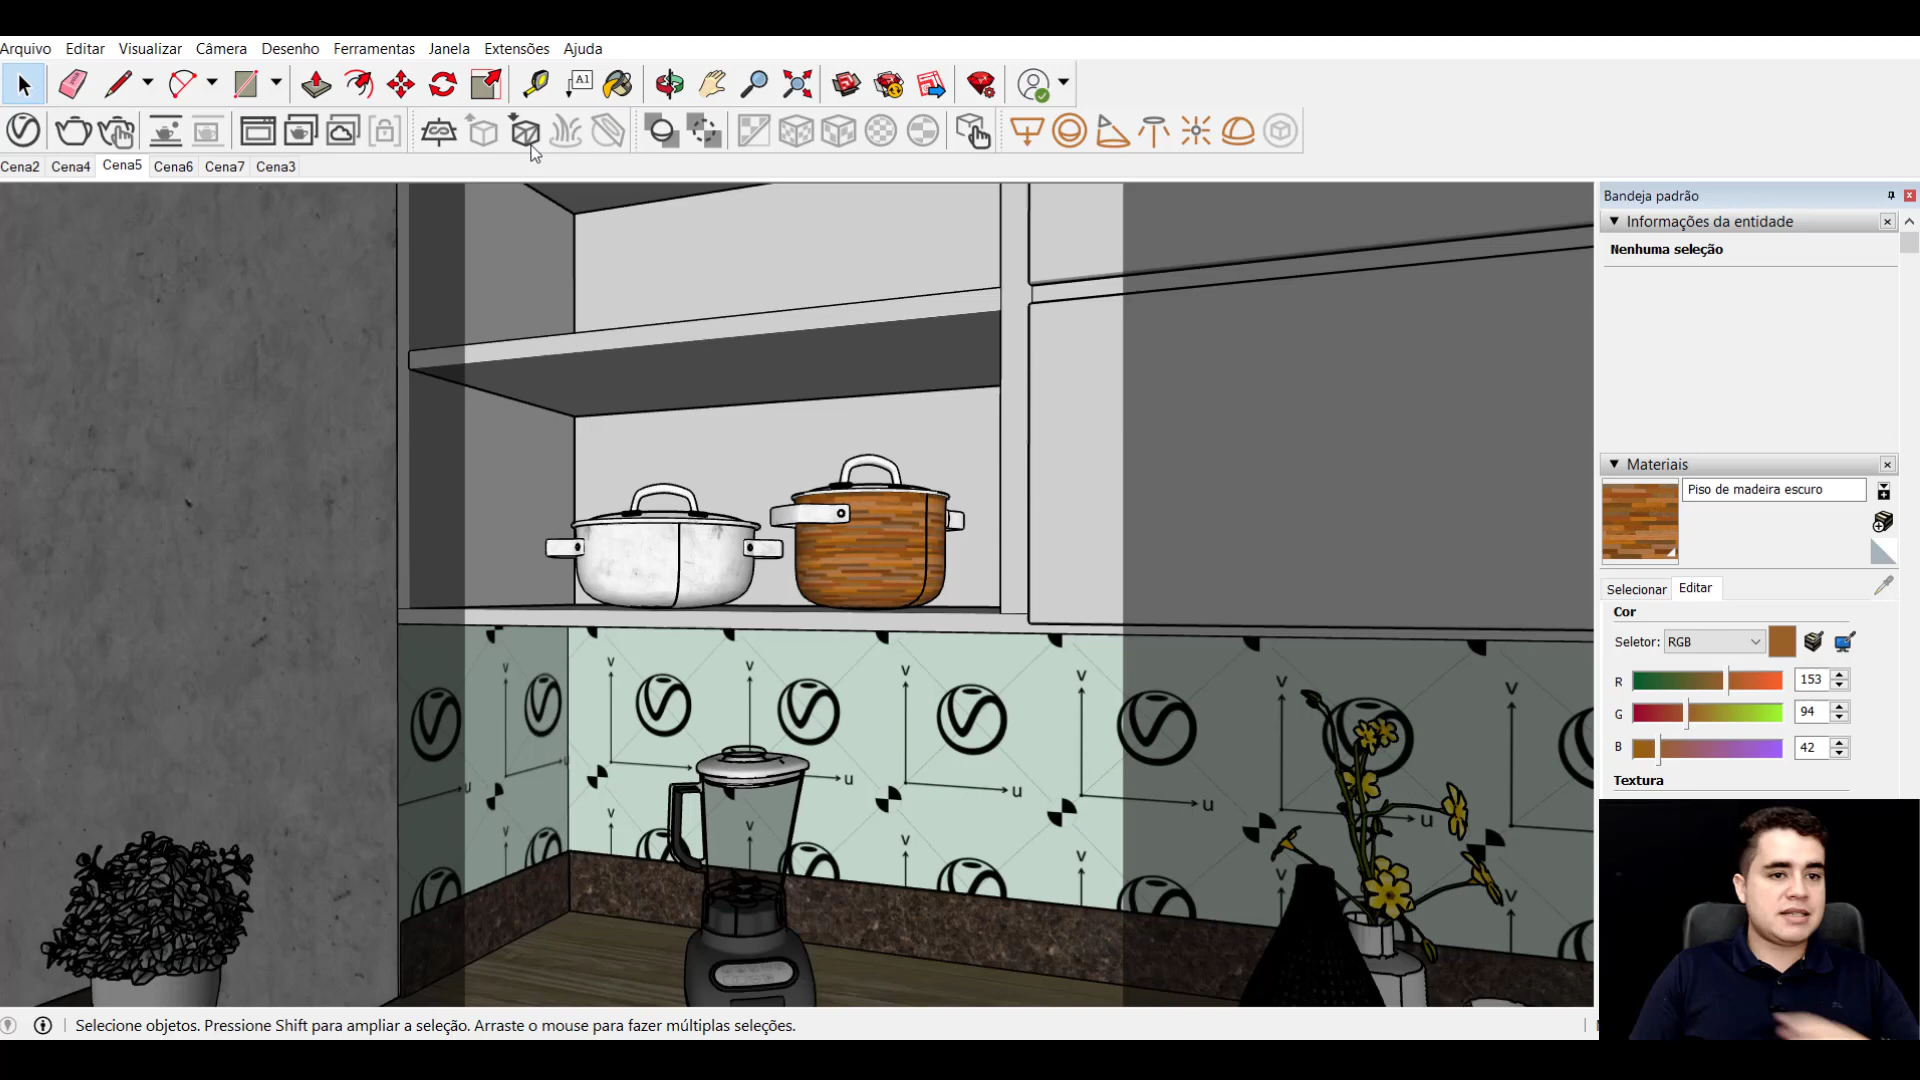 Arquivo Editar Visualizar Câmera Desenho Ferramentas Janela Extensões Ajuda
A1
Cena2 Cena4 Cena5 Cena6 Cena7 Cena3
Bandeja padrão
Informações da entidade
Nenhuma seleção
Materiais
Piso de madeira escuro
Selecionar Editar
Cor
Seletor: RGB
R 153
G 94
B 42
Textura
v v v v v v v
u u u u u
v v v v v v
Selecione objetos. Pressione Shift para ampliar a seleção. Arraste o mouse para fazer múltiplas seleções.